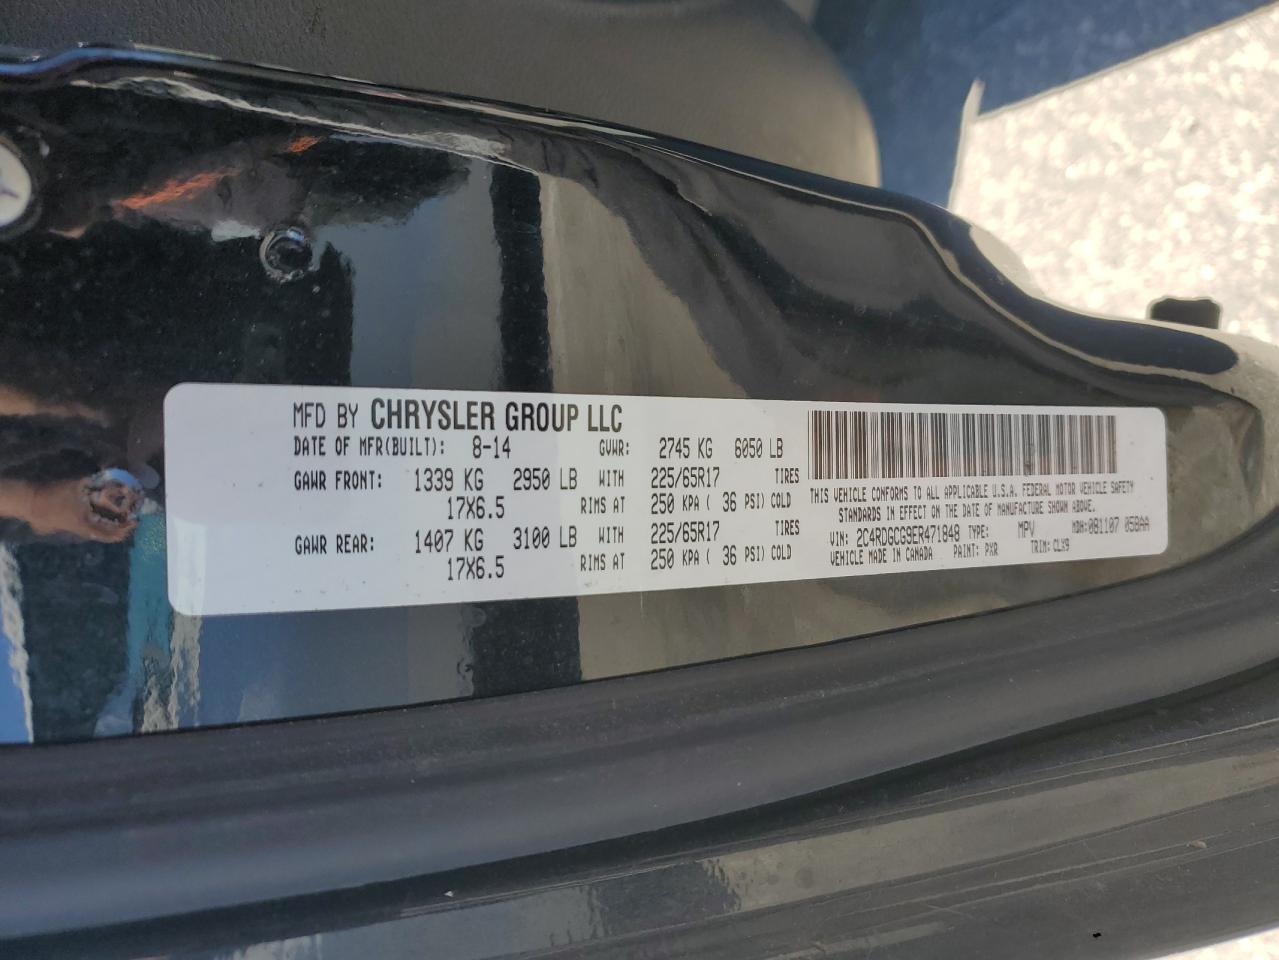 MFD BY CHRYSLER GROUP LLC
DATE OF MFR(BUILT): 8-14 GVWR: 2745 KG 6050 LB
GAWR FRONT: 1339 KG 2950 LB WITH 225/65R17 TIRES
17X6.5 RIMS AT 250 KPA ( 36 PSI) COLD
GAWR REAR: 1407 KG 3100 LB WITH 225/65R17 TIRES
17X6.5 RIMS AT 250 KPA ( 36 PSI) COLD
THIS VEHICLE CONFORMS TO ALL APPLICABLE U.S.A. FEDERAL MOTOR VEHICLE SAFETY
STANDARDS IN EFFECT ON THE DATE OF MANUFACTURE SHOWN ABOVE.
VIN: 2C4RDGCG9ER471848 TYPE: MPV MDH:081107 058AA
VEHICLE MADE IN CANADA PAINT: PXR TRIM: CLX9